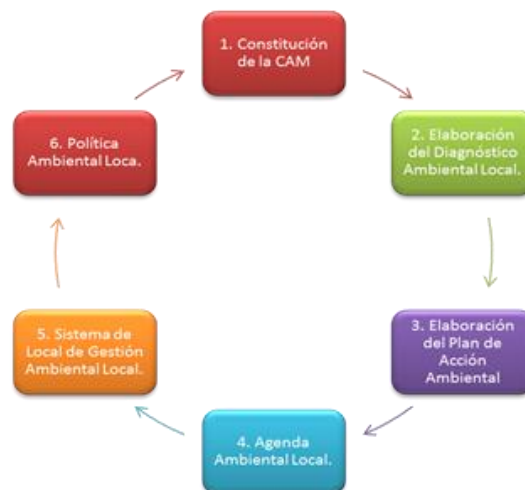 1. Constitución
de la CAM
2. Elaboración
del Diagnóstico
Ambiental Local.
3. Elaboración
del Plan de
Acción
Ambiental
4. Agenda
Ambiental Local.
5. Sistema de
Local de Gestión
Ambiental Local.
6. Política
Ambiental Loca.